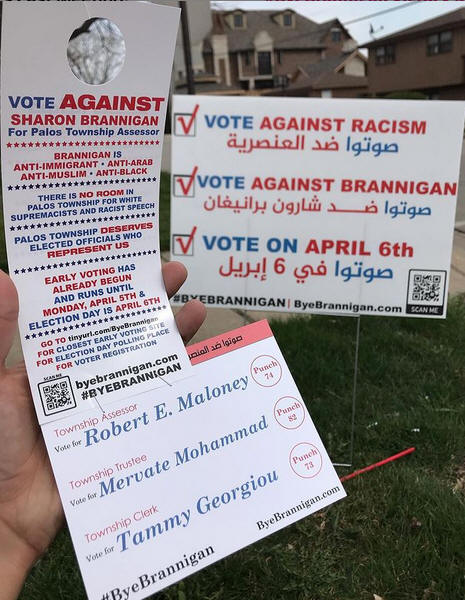 VOTE AGAINST
SHARON BRANNIGAN
For Palos Township Assessor
BRANNIGAN IS
ANTI-IMMIGRANT • ANTI-ARAB
ANTI-MUSLIM • ANTI-BLACK
THERE IS NO ROOM IN
PALOS TOWNSHIP FOR WHITE
SUPREMACISTS AND RACIST SPEECH
PALOS TOWNSHIP DESERVES
ELECTED OFFICIALS WHO
REPRESENT US
EARLY VOTING HAS
ALREADY BEGUN
AND RUNS UNTIL
MONDAY, APRIL 5TH &
ELECTION DAY IS APRIL 6TH
GO TO tinyurl.com/ByeBrannigan
FOR CLOSEST EARLY VOTING SITE
FOR ELECTION DAY POLLING PLACE
FOR VOTER REGISTRATION
SCAN ME
byebrannigan.com
#BYEBRANNIGAN
صوتوا ضد العنصر
Township Assessor
Vote for Robert E. Maloney
Punch
74
Township Trustee
Vote for Mervate Mohammad
Punch
82
Township Clerk
Vote for Tammy Georgiou
Punch
73
#ByeBrannigan
ByeBrannigan.com
VOTE AGAINST RACISM
صوتوا ضد العنصرية
VOTE AGAINST BRANNIGAN
صوتوا ضد شارون برانيغان
VOTE ON APRIL 6th
صوتوا في 6 إبريل
#BYEBRANNIGAN | ByeBrannigan.com
SCAN ME